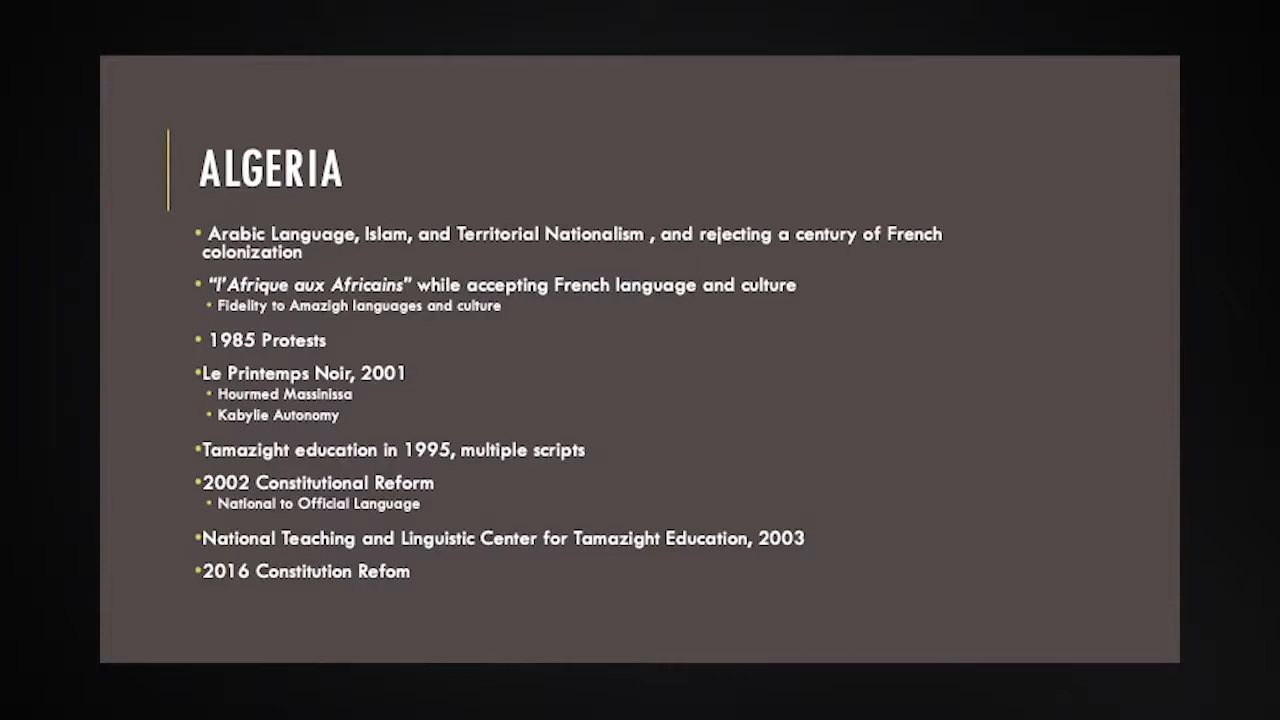 ALGERIA
• Arabic Language, Islam, and Territorial Nationalism , and rejecting a century of French
colonization
• “l’Afrique aux Africains” while accepting French language and culture
• Fidelity to Amazigh languages and culture
• 1985 Protests
•Le Printemps Noir, 2001
• Hourmed Massinissa
• Kabylie Autonomy
•Tamazight education in 1995, multiple scripts
•2002 Constitutional Reform
• National to Official Language
•National Teaching and Linguistic Center for Tamazight Education, 2003
•2016 Constitution Refom